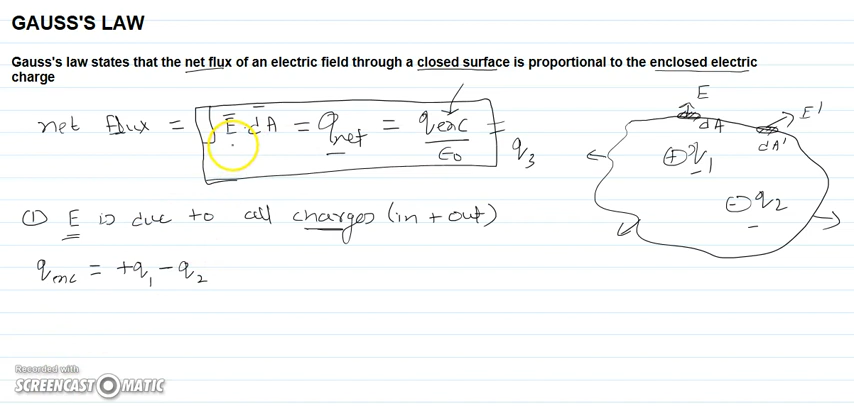 GAUSS'S LAW
Gauss's law states that the net flux of an electric field through a closed surface is proportional to the enclosed electric
charge
net flux = ∫E̅.d̅A = q_net = q_enc/ε₀ = q₃
E
dA
E'
dA'
⊕q₁
⊖q₂
① E is due to all charges (in + out)
q_enc = +q₁ - q₂
Recorded with
SCREENCAST-O-MATIC